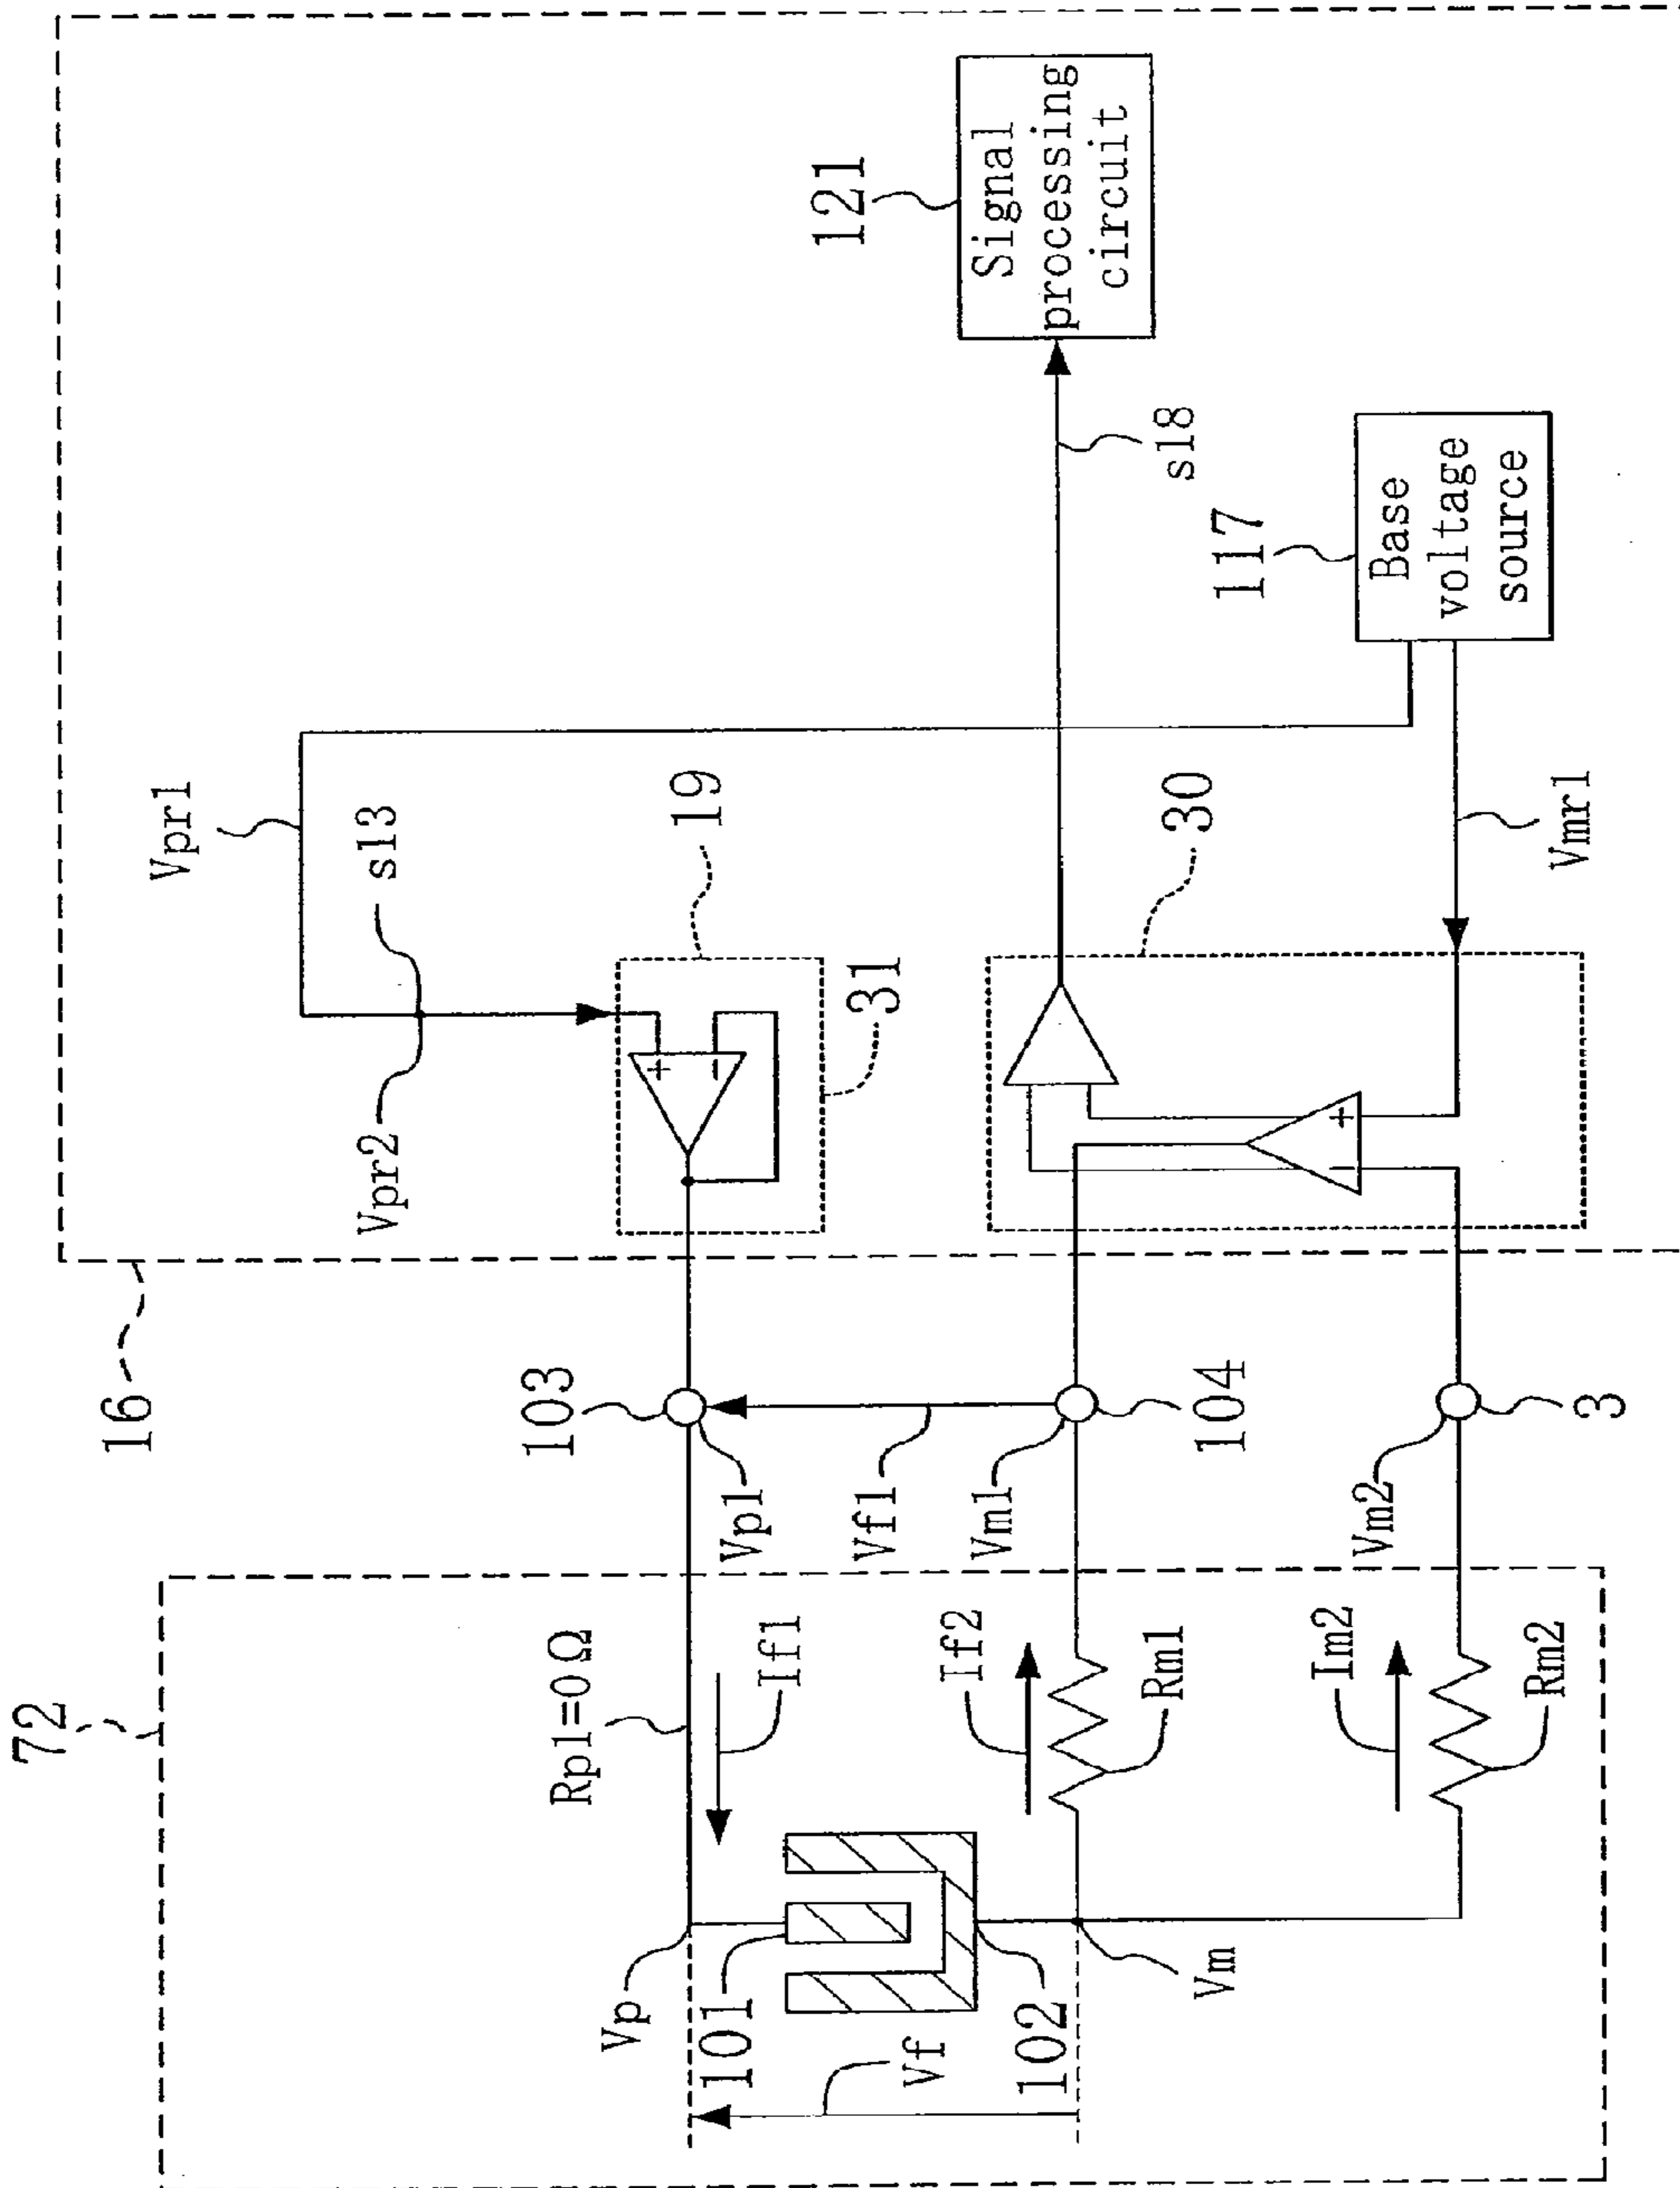 72
16
Rp1=0Ω
If1
Vp
101
102
Vf
Vm
If2
Rm1
Im2
Rm2
103
Vp1
Vf1
Vm1
104
Vm2
3
Vpr1
Vpr2
s13
19
31
30
Vmr1
s18
121
Signal
processing
circuit
117
Base
voltage
source
+
−
+
−